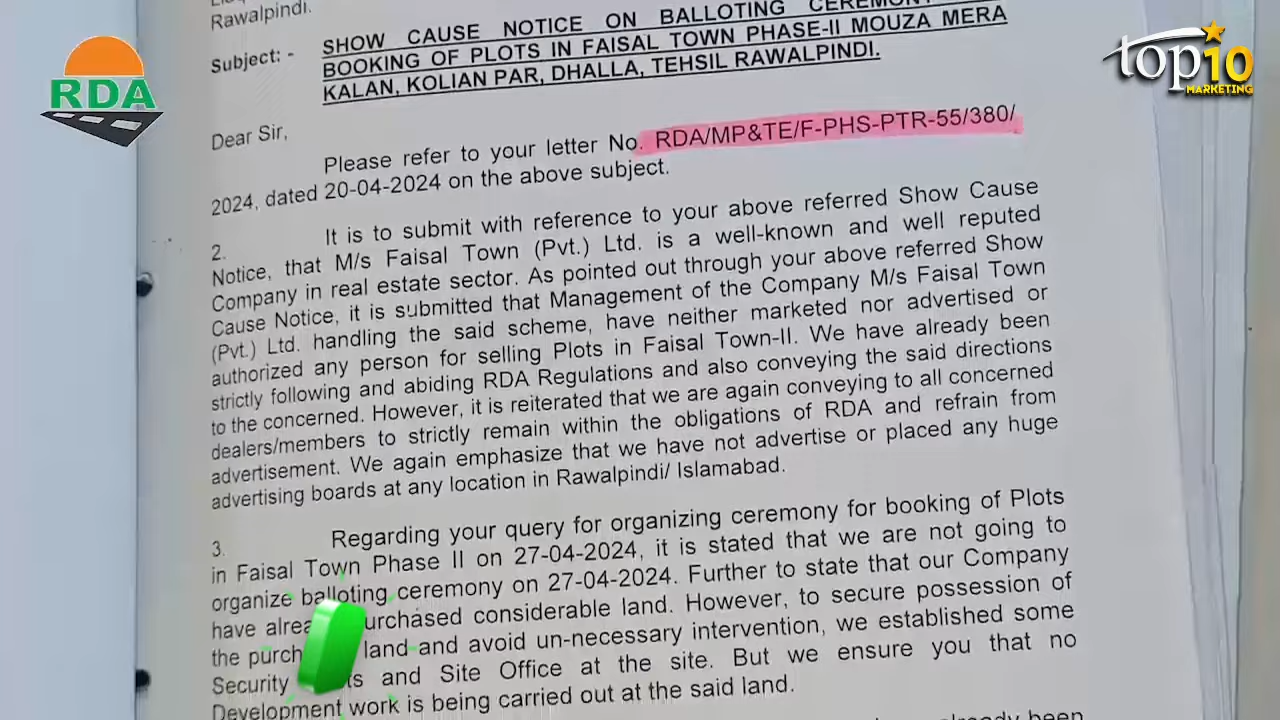 RDA
top10
MARKETING
Rawalpindi.
Subject: - SHOW CAUSE NOTICE ON BALLOTING
BOOKING OF PLOTS IN FAISAL TOWN PHASE-II MOUZA MERA
KALAN, KOLIAN PAR, DHALLA, TEHSIL RAWALPINDI.
Dear Sir,
Please refer to your letter No. RDA/MP&TE/F-PHS-PTR-55/380/
2024, dated 20-04-2024 on the above subject.
2. It is to submit with reference to your above referred Show Cause
Notice, that M/s Faisal Town (Pvt.) Ltd. is a well-known and well reputed
Company in real estate sector. As pointed out through your above referred Show
Cause Notice, it is submitted that Management of the Company M/s Faisal Town
(Pvt.) Ltd. handling the said scheme, have neither marketed nor advertised or
authorized any person for selling Plots in Faisal Town-II. We have already been
strictly following and abiding RDA Regulations and also conveying the said directions
to the concerned. However, it is reiterated that we are again conveying to all concerned
dealers/members to strictly remain within the obligations of RDA and refrain from
advertisement. We again emphasize that we have not advertise or placed any huge
advertising boards at any location in Rawalpindi/ Islamabad.
3. Regarding your query for organizing ceremony for booking of Plots
in Faisal Town Phase II on 27-04-2024, it is stated that we are not going to
organize balloting ceremony on 27-04-2024. Further to state that our Company
have considerable land. However, to secure possession of
the land and avoid un-necessary intervention, we established some
Security and Site Office at the site. But we ensure you that no
Development work is being carried out at the said land.
been